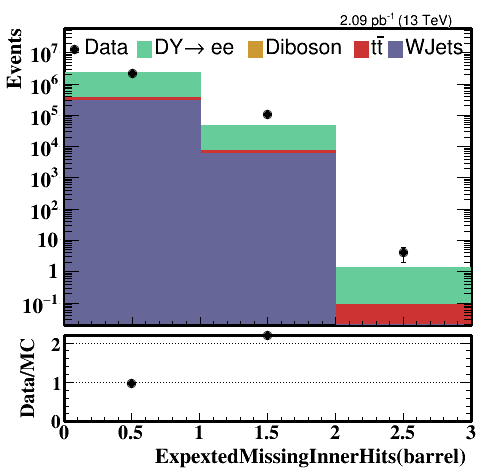 2.09 pb⁻¹ (13 TeV)
Events
Data DY→ ee Diboson tt̄ WJets
10⁷
10⁶
10⁵
10⁴
10³
10²
10
1
10⁻¹
Data/MC
2
1
0
0 0.5 1 1.5 2 2.5 3
ExpextedMissingInnerHits(barrel)